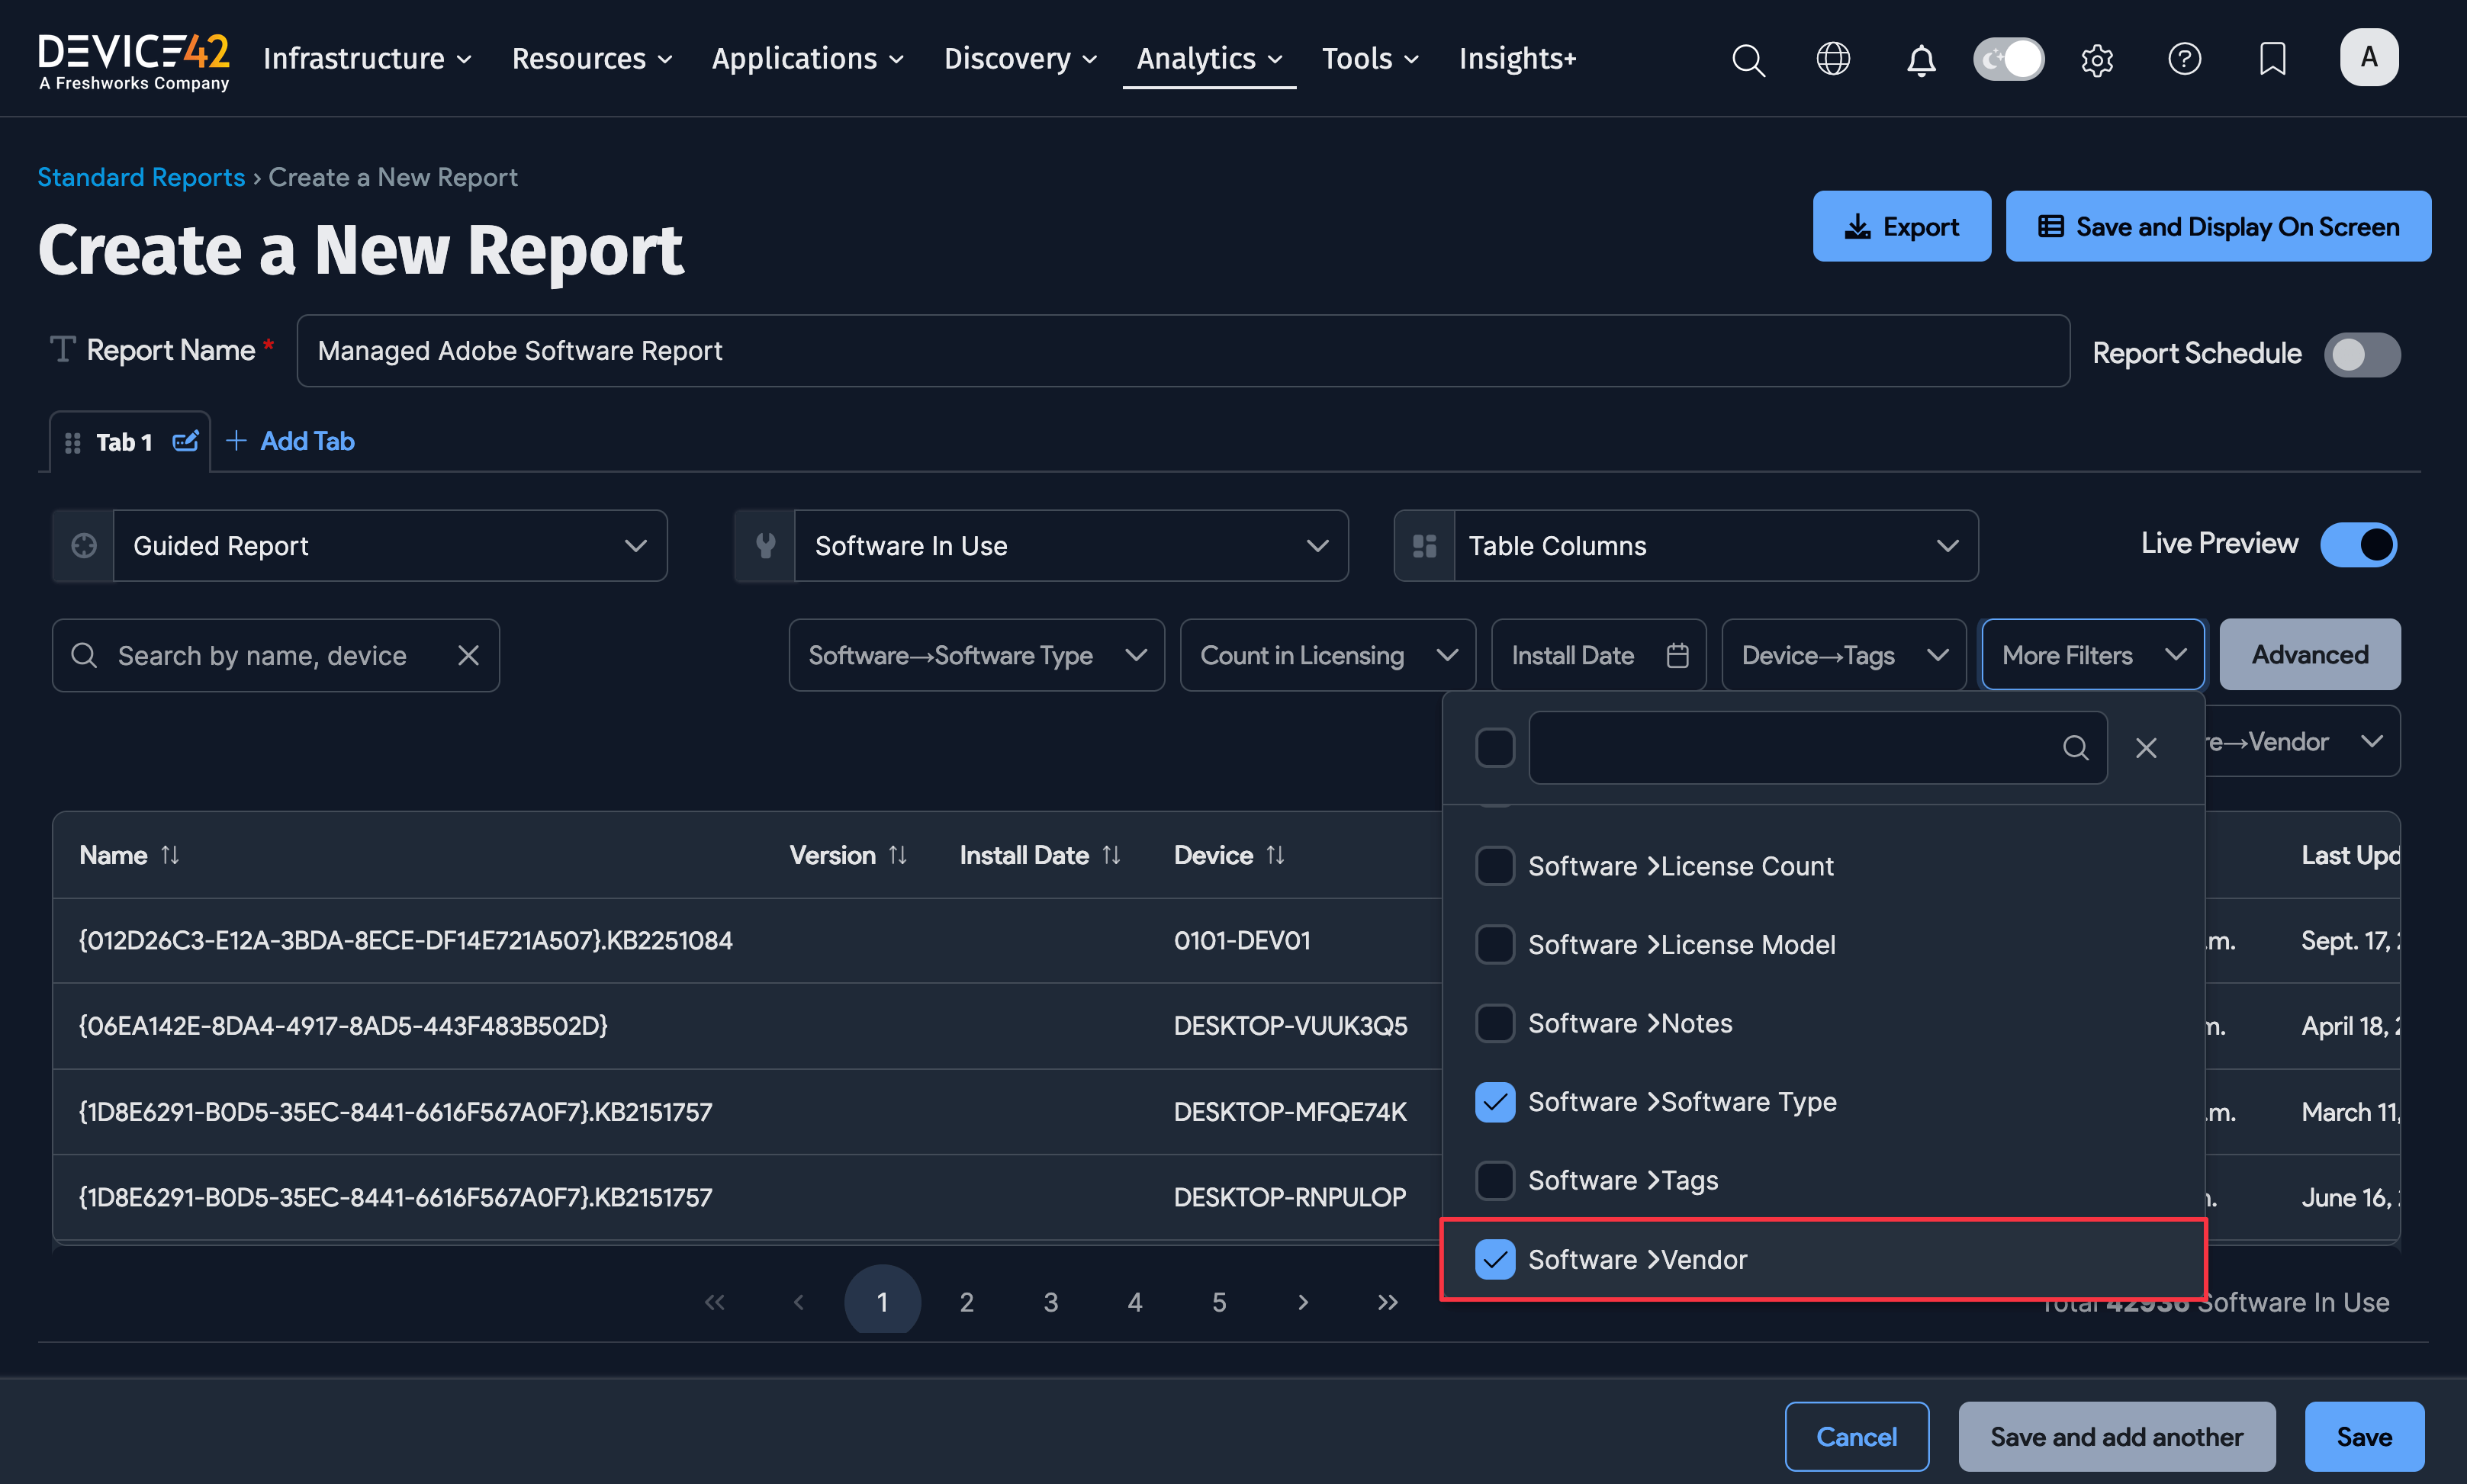 DEVICE42
A Freshworks Company
Infrastructure
Resources
Applications
Discovery
Analytics
Tools
Insights+
A
Standard Reports › Create a New Report
Create a New Report
Export
Save and Display On Screen
Report Name *
Managed Adobe Software Report
Report Schedule
Tab 1
+ Add Tab
Guided Report
Software In Use
Table Columns
Live Preview
Search by name, device
Software→Software Type
Count in Licensing
Install Date
Device→Tags
More Filters
Advanced
re→Vendor
Name
Version
Install Date
Device
Last Upd
{012D26C3-E12A-3BDA-8ECE-DF14E721A507}.KB2251084
0101-DEV01
.m.
Sept. 17, 2
{06EA142E-8DA4-4917-8AD5-443F483B502D}
DESKTOP-VUUK3Q5
m.
April 18, 2
{1D8E6291-B0D5-35EC-8441-6616F567A0F7}.KB2151757
DESKTOP-MFQE74K
.m.
March 11,
{1D8E6291-B0D5-35EC-8441-6616F567A0F7}.KB2151757
DESKTOP-RNPULOP
June 16,
Software >License Count
Software >License Model
Software >Notes
Software >Software Type
Software >Tags
Software >Vendor
« ‹ 1 2 3 4 5 › »
Total 42936 Software In Use
Cancel
Save and add another
Save